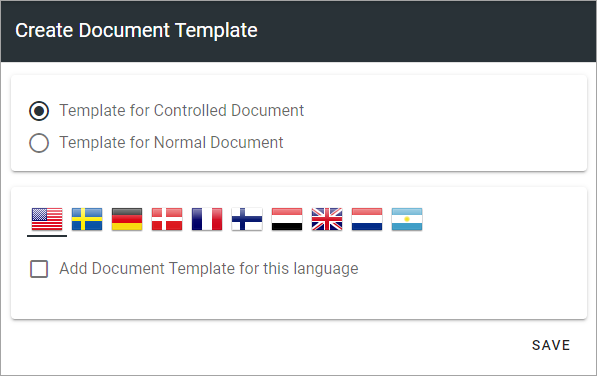 Create Document Template
Template for Controlled Document
Template for Normal Document
Add Document Template for this language
SAVE